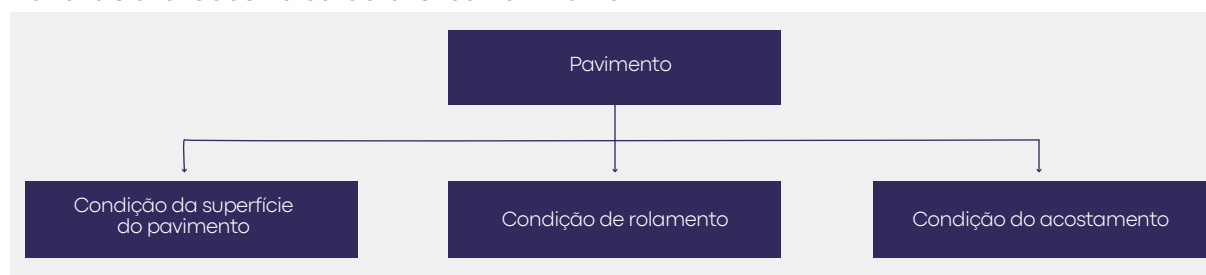 Pavimento
Condição da superfície
do pavimento
Condição de rolamento
Condição do acostamento